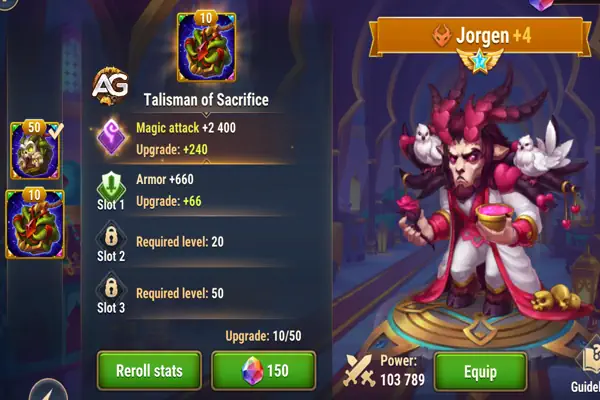 10
Jorgen +4
AG
Talisman of Sacrifice
50
Magic attack +2 400
Upgrade: +240
10
Armor +660
Slot 1
Upgrade: +66
Required level: 20
Slot 2
Required level: 50
Slot 3
Upgrade: 10/50
Reroll stats
150
Power:
103 789
Equip
?